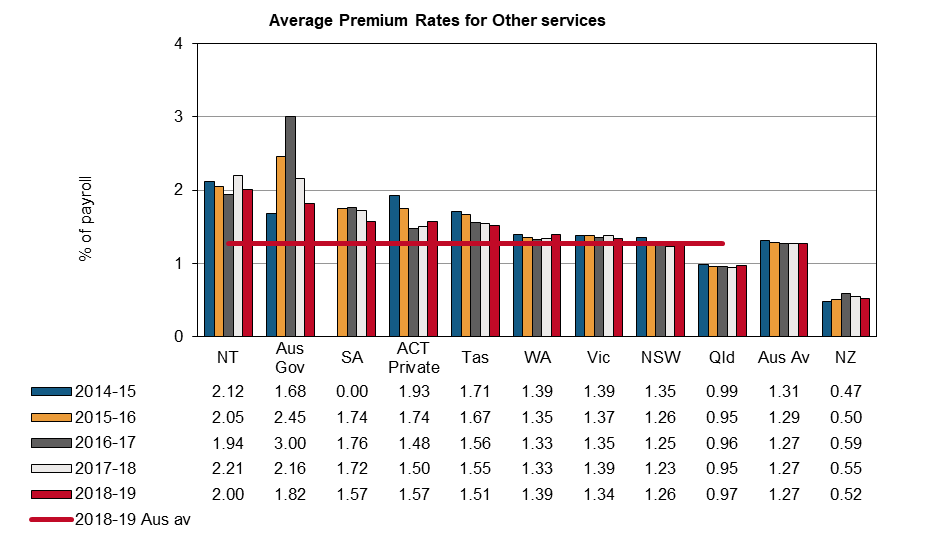 Average Premium Rates for Other services
4
3
2
1
0
% of payroll
NT Aus Gov SA ACT Private Tas WA Vic NSW Qld Aus Av NZ
2014-15 2.12 1.68 0.00 1.93 1.71 1.39 1.39 1.35 0.99 1.31 0.47
2015-16 2.05 2.45 1.74 1.74 1.67 1.35 1.37 1.26 0.95 1.29 0.50
2016-17 1.94 3.00 1.76 1.48 1.56 1.33 1.35 1.25 0.96 1.27 0.59
2017-18 2.21 2.16 1.72 1.50 1.55 1.33 1.39 1.23 0.95 1.27 0.55
2018-19 2.00 1.82 1.57 1.57 1.51 1.39 1.34 1.26 0.97 1.27 0.52
2018-19 Aus av